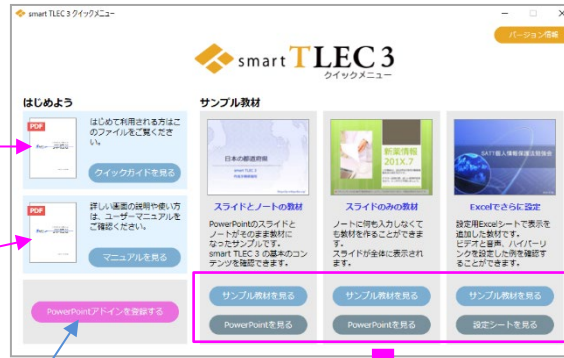 smart TLEC 3 クイックメニュー
バージョン情報
smart TLEC 3
クイックメニュー
はじめよう
PDF
はじめて利用される方はこ
のファイルをご覧くださ
い。
クイックガイドを見る
PDF
詳しい画面の説明や使い方
は、ユーザーマニュアルを
ご確認ください。
マニュアルを見る
PowerPointアドインを登録する
サンプル教材
日本の都道府県
smart TLEC 3
スライドとノートの教材
PowerPointのスライドと
ノートがそのまま教材に
なったサンプルです。
smart TLEC 3 の基本のコン
テンツを確認できます。
サンプル教材を見る
PowerPointを見る
新薬情報
201X.7
スライドのみの教材
ノートに何も入力しなくて
も教材を作ることができま
す。
スライドが全体に表示され
ます。
サンプル教材を見る
PowerPointを見る
SATT個人情報保護法勉強会
Excelでさらに設定
設定用Excelシートで表示を
追加した教材です。
ビデオと音声、ハイパーリ
ンクを設定した例を確認す
ることができます。
サンプル教材を見る
設定シートを見る